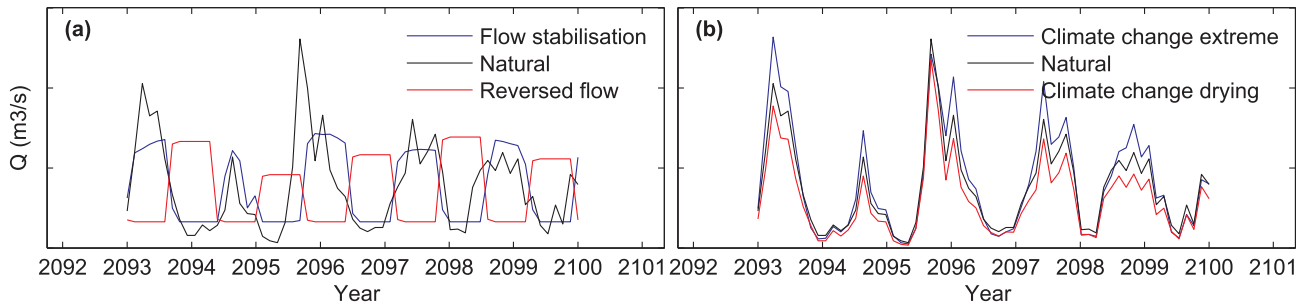 (a)
Flow stabilisation
Natural
Reversed flow
Q (m3/s)
2092 2093 2094 2095 2096 2097 2098 2099 2100 2101
Year
(b)
Climate change extreme
Natural
Climate change drying
2092 2093 2094 2095 2096 2097 2098 2099 2100 2101
Year